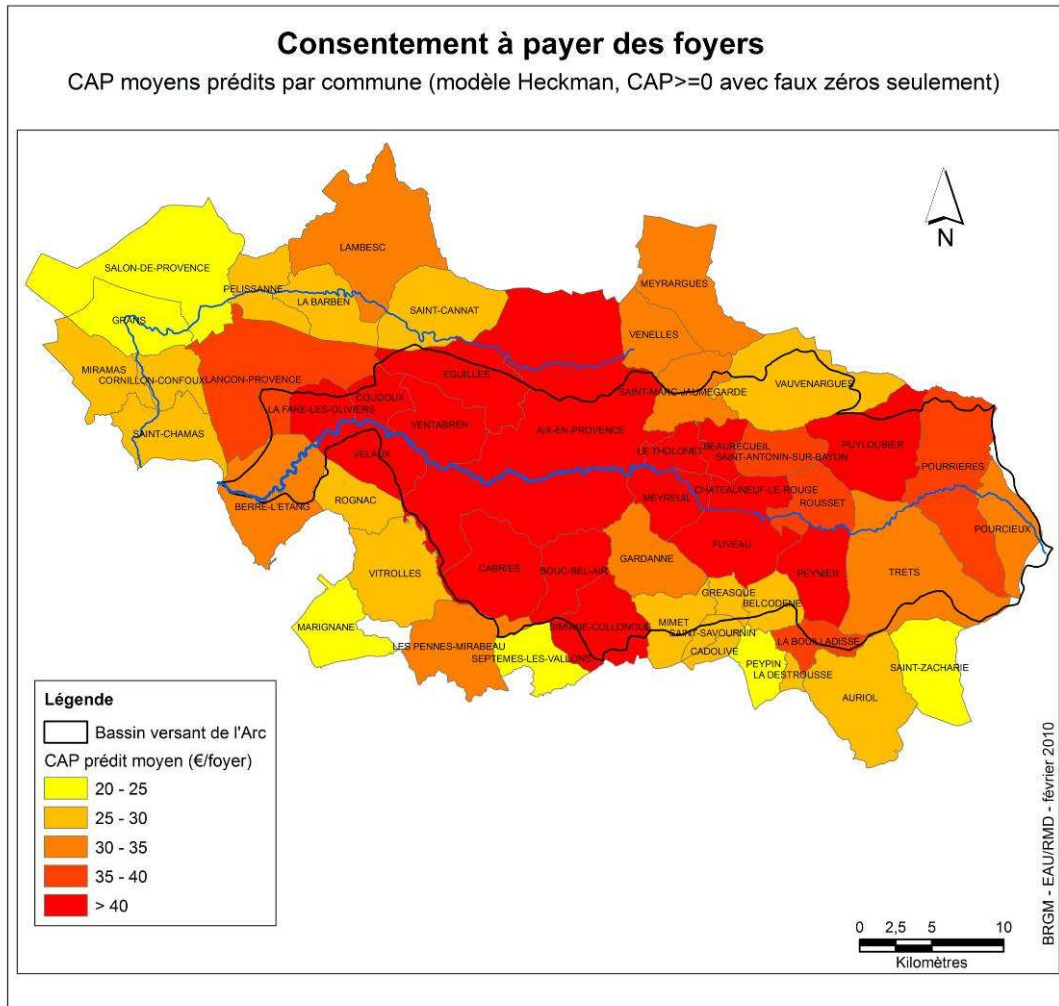 Consentement à payer des foyers
CAP moyens prédits par commune (modèle Heckman, CAP>=0 avec faux zéros seulement)
N
LAMBESC
SALON-DE-PROVENCE
MEYRARGUES
PELISSANNE
LA BARBEN
SAINT-CANNAT
GRANS
VENELLES
MIRAMAS
EGUILLES
CORNILLON-CONFOUX
LANCON-PROVENCE
VAUVENARGUES
SAINT-MARC-JAUMEGARDE
COUDOUX
LA FARE-LES-OLIVIERS
VENTABREN
AIX-EN-PROVENCE
SAINT-CHAMAS
LE THOLONET
BEAURECUEIL
PUYLOUBIER
SAINT-ANTONIN-SUR-BAYON
VELAUX
POURRIERES
CHATEAUNEUF-LE-ROUGE
MEYREUIL
ROGNAC
ROUSSET
BERRE-L'ETANG
POURCIEUX
FUVEAU
GARDANNE
CABRIES
BOUC-BEL-AIR
PEYNIER
TRETS
VITROLLES
GREASQUE
BELCODENE
MIMET
MARIGNANE
SIMIANE-COLLONGUE
SAINT-SAVOURNIN
LA BOUILLADISSE
LES PENNES-MIRABEAU
CADOLIVE
SEPTEMES-LES-VALLONS
PEYPIN
SAINT-ZACHARIE
LA DESTROUSSE
AURIOL
Légende
Bassin versant de l'Arc
CAP prédit moyen (€/foyer)
20 - 25
25 - 30
30 - 35
35 - 40
> 40
0 2,5 5 10
Kilomètres
BRGM - EAU/RMD - février 2010